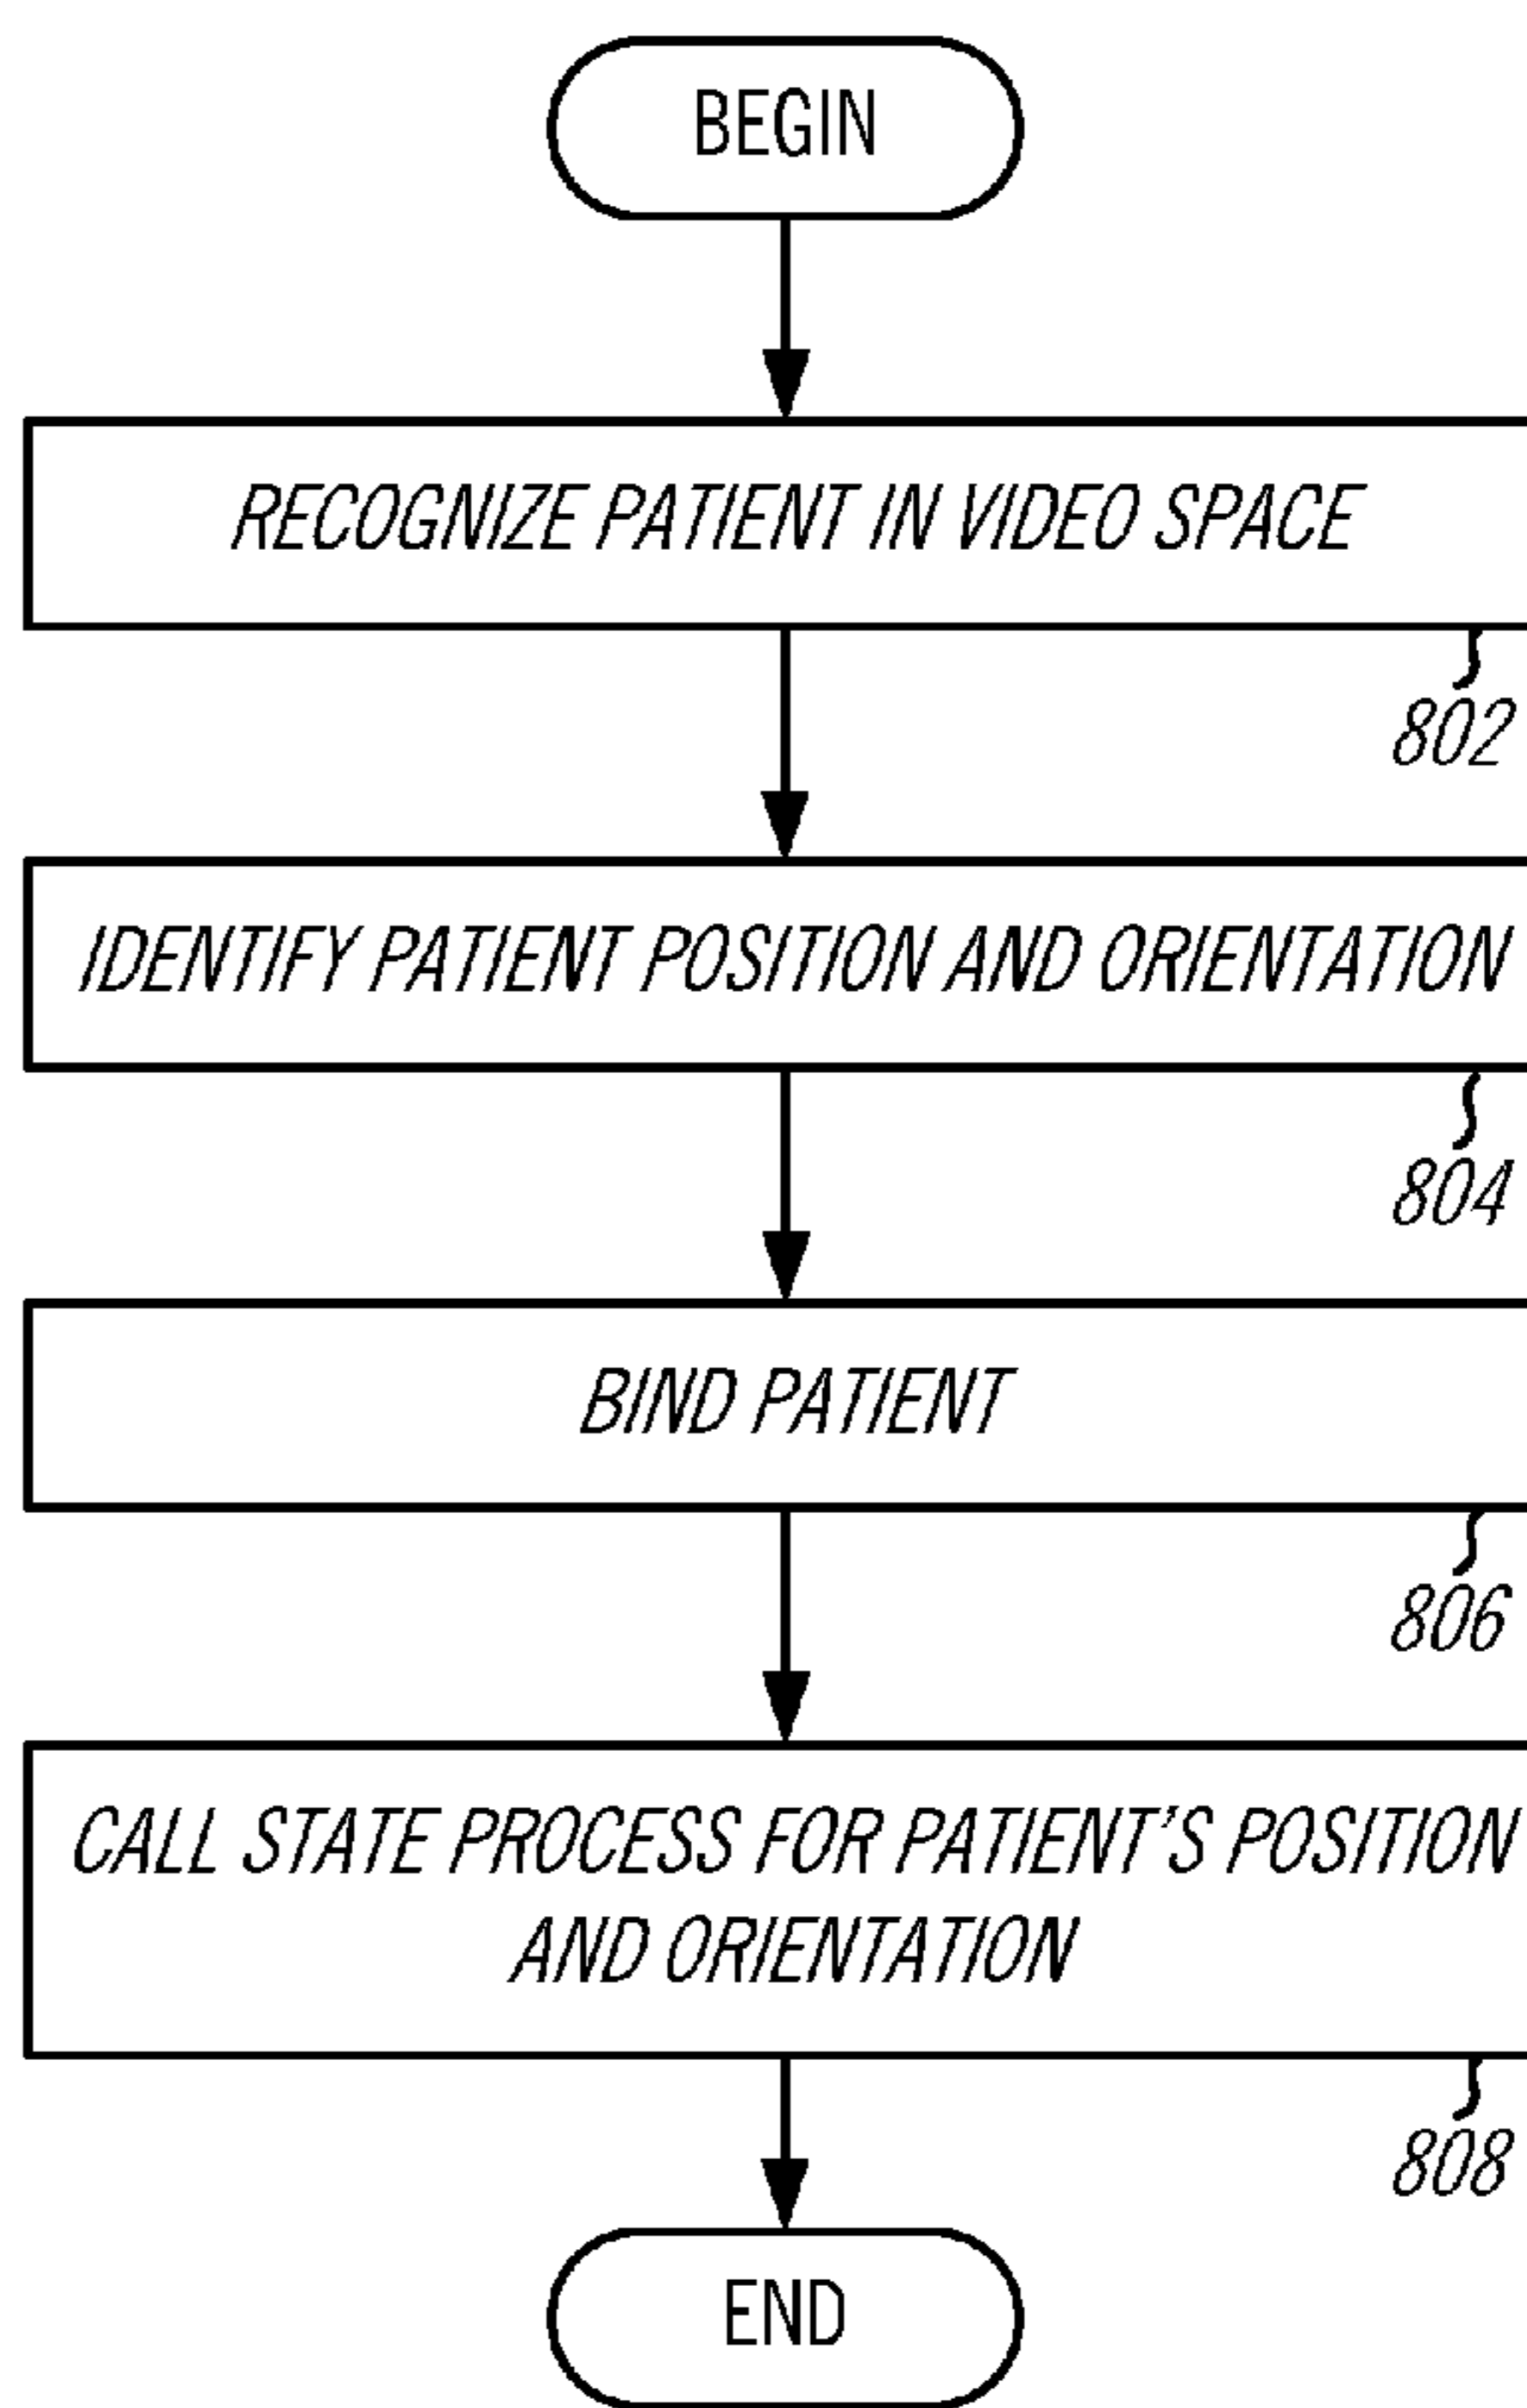 BEGIN
RECOGNIZE PATIENT IN VIDEO SPACE
802
IDENTIFY PATIENT POSITION AND ORIENTATION
804
BIND PATIENT
806
CALL STATE PROCESS FOR PATIENT'S POSITION
AND ORIENTATION
808
END